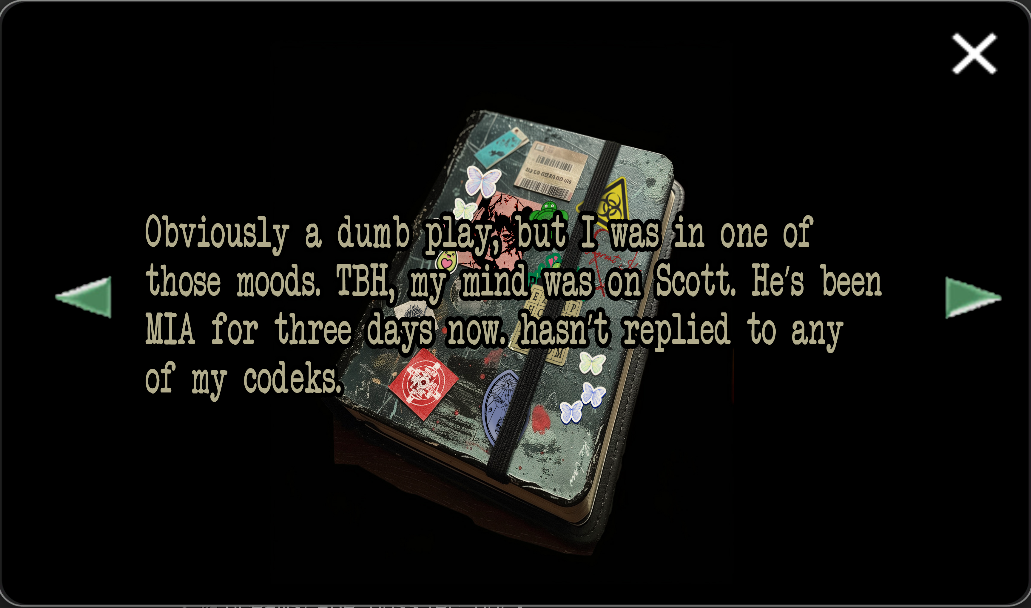 Obviously a dumb play, but I was in one of
those moods. TBH, my mind was on Scott. He's been
MIA for three days now. hasn't replied to any
of my codeks.